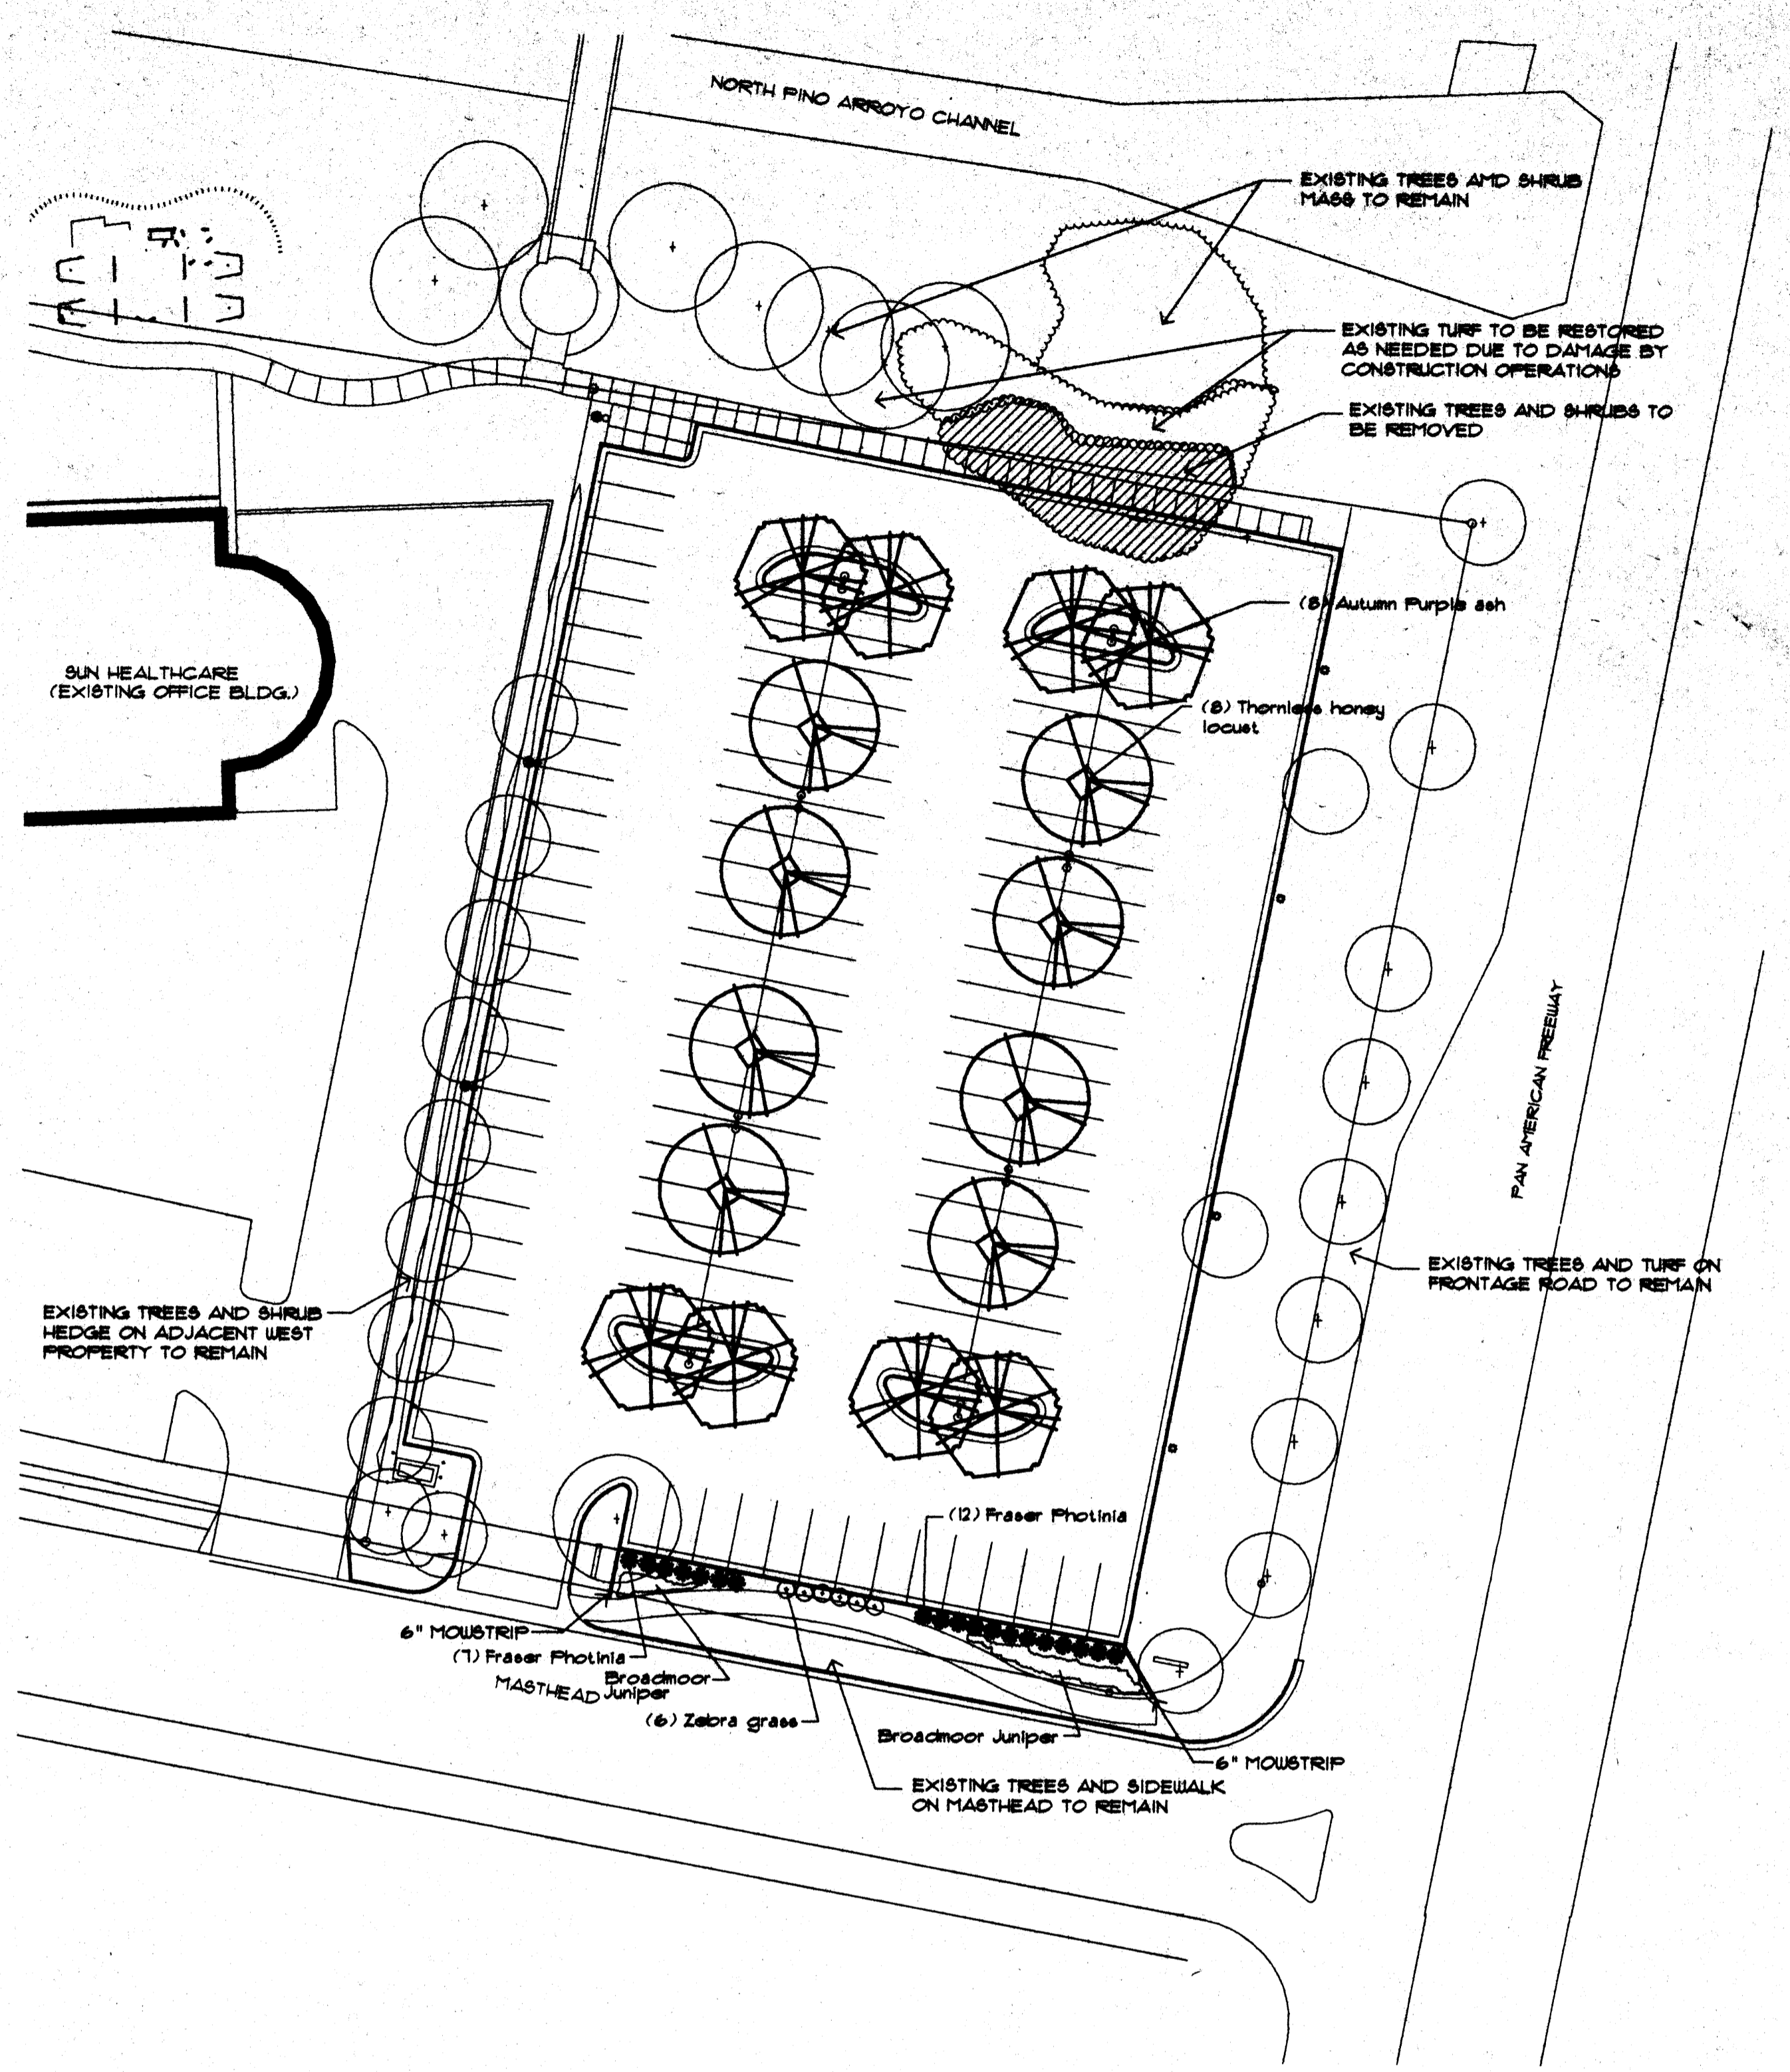 NORTH PINO ARROYO CHANNEL
EXISTING TREES AMD SHRUB
MASS TO REMAIN
EXISTING TURF TO BE RESTORED
AS NEEDED DUE TO DAMAGE BY
CONSTRUCTION OPERATIONS
EXISTING TREES AND SHRUBS TO
BE REMOVED
(8) Autumn Purple ash
SUN HEALTHCARE
(EXISTING OFFICE BLDG.)
(8) Thornless honey
locust
PAN AMERICAN FREEWAY
EXISTING TREES AND TURF ON
FRONTAGE ROAD TO REMAIN
EXISTING TREES AND SHRUB
HEDGE ON ADJACENT WEST
PROPERTY TO REMAIN
(12) Fraser Photinia
6" MOWSTRIP
(7) Fraser Photinia
Broadmoor
Juniper
MASTHEAD
(6) Zebra grass
Broadmoor Juniper
6" MOWSTRIP
EXISTING TREES AND SIDEWALK
ON MASTHEAD TO REMAIN